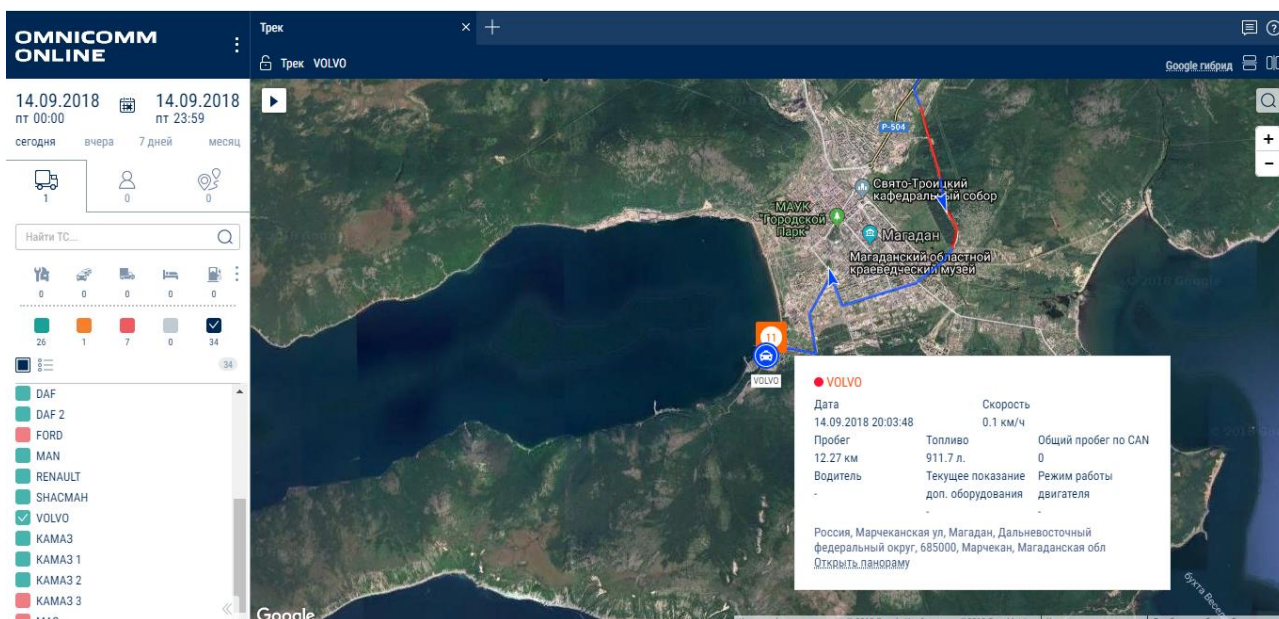 OMNICOMM
ONLINE
Трек
Трек VOLVO
Google гибрид
14.09.2018
пт 00:00
14.09.2018
пт 23:59
сегодня вчера 7 дней месяц
1 0 0
Найти ТС...
0 0 0 0 0
26 1 7 0 34
34
DAF
DAF 2
FORD
MAN
RENAULT
SHACMAH
VOLVO
КАМАЗ
КАМАЗ 1
КАМАЗ 2
КАМАЗ 3
P-504
Свято-Троицкий
кафедральный собор
МАУК
"Городской
Парк"
Магадан
Магаданский областной
краеведческий музей
11
VOLVO
VOLVO
Дата Скорость
14.09.2018 20:03:48 0.1 км/ч
Пробег Топливо Общий пробег по CAN
12.27 км 911.7 л. 0
Водитель Текущее показание Режим работы
- доп. оборудования двигателя
- -
Россия, Марчеканская ул, Магадан, Дальневосточный
федеральный округ, 685000, Марчекан, Магаданская обл
Открыть панораму
Google